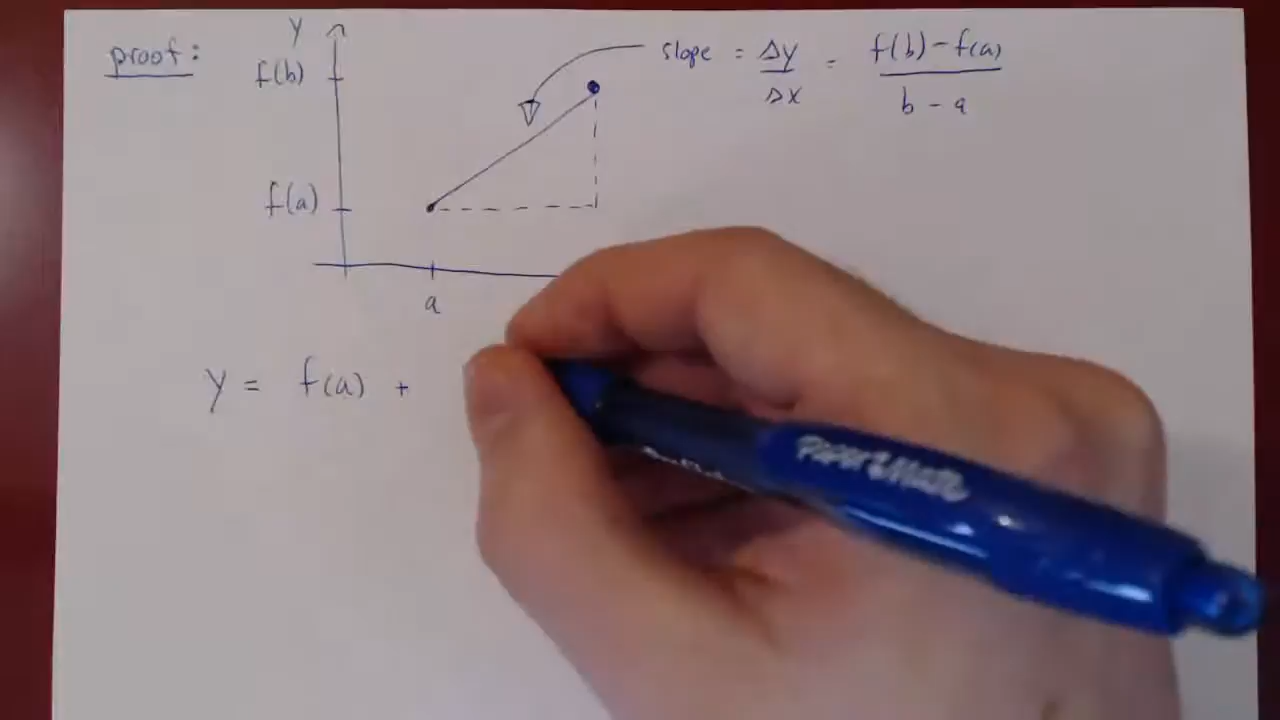 proof:
y
f(b)
f(a)
a
slope = Δy/Δx = f(b) - f(a) / b - a
y = f(a) +
PaperMate